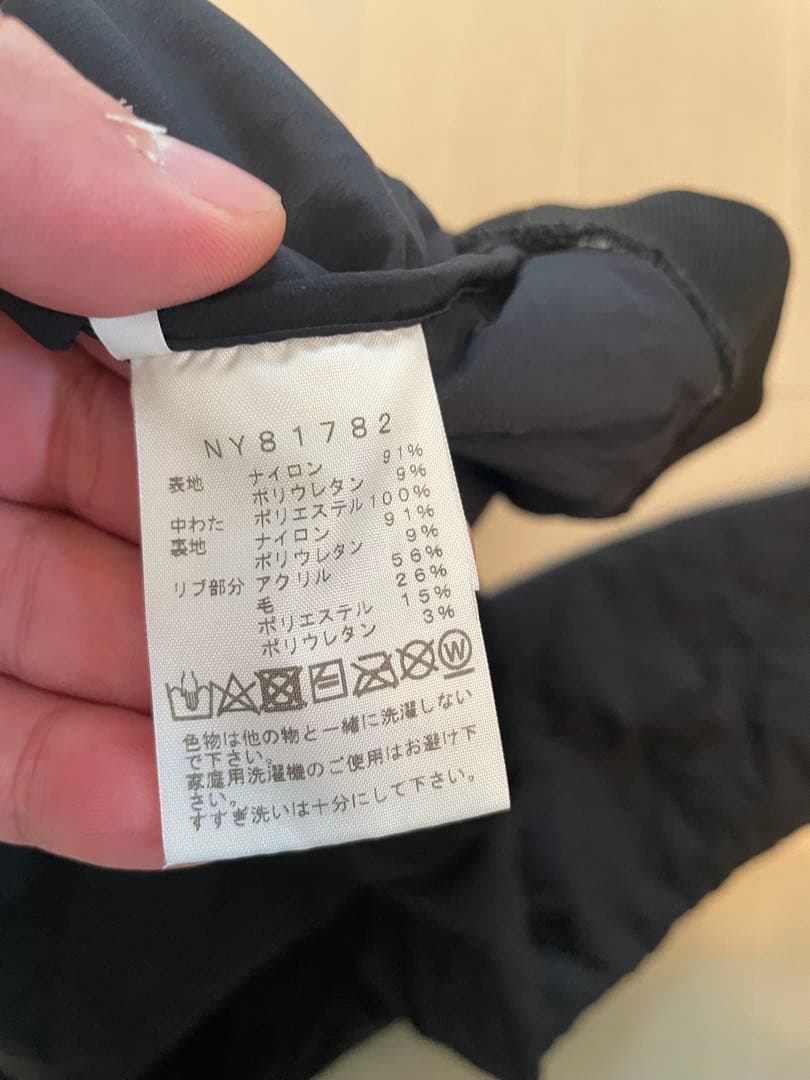 NY81782
表地 ナイロン 91%
ポリウレタン 9%
中わた ポリエステル 100%
裏地 ナイロン 91%
ポリウレタン 9%
リブ部分 アクリル 56%
毛 26%
ポリエステル 15%
ポリウレタン 3%
W
色物は他の物と一緒に洗濯しない
で下さい。
家庭用洗濯機のご使用はお避け下
さい。
すすぎ洗いは十分にして下さい。